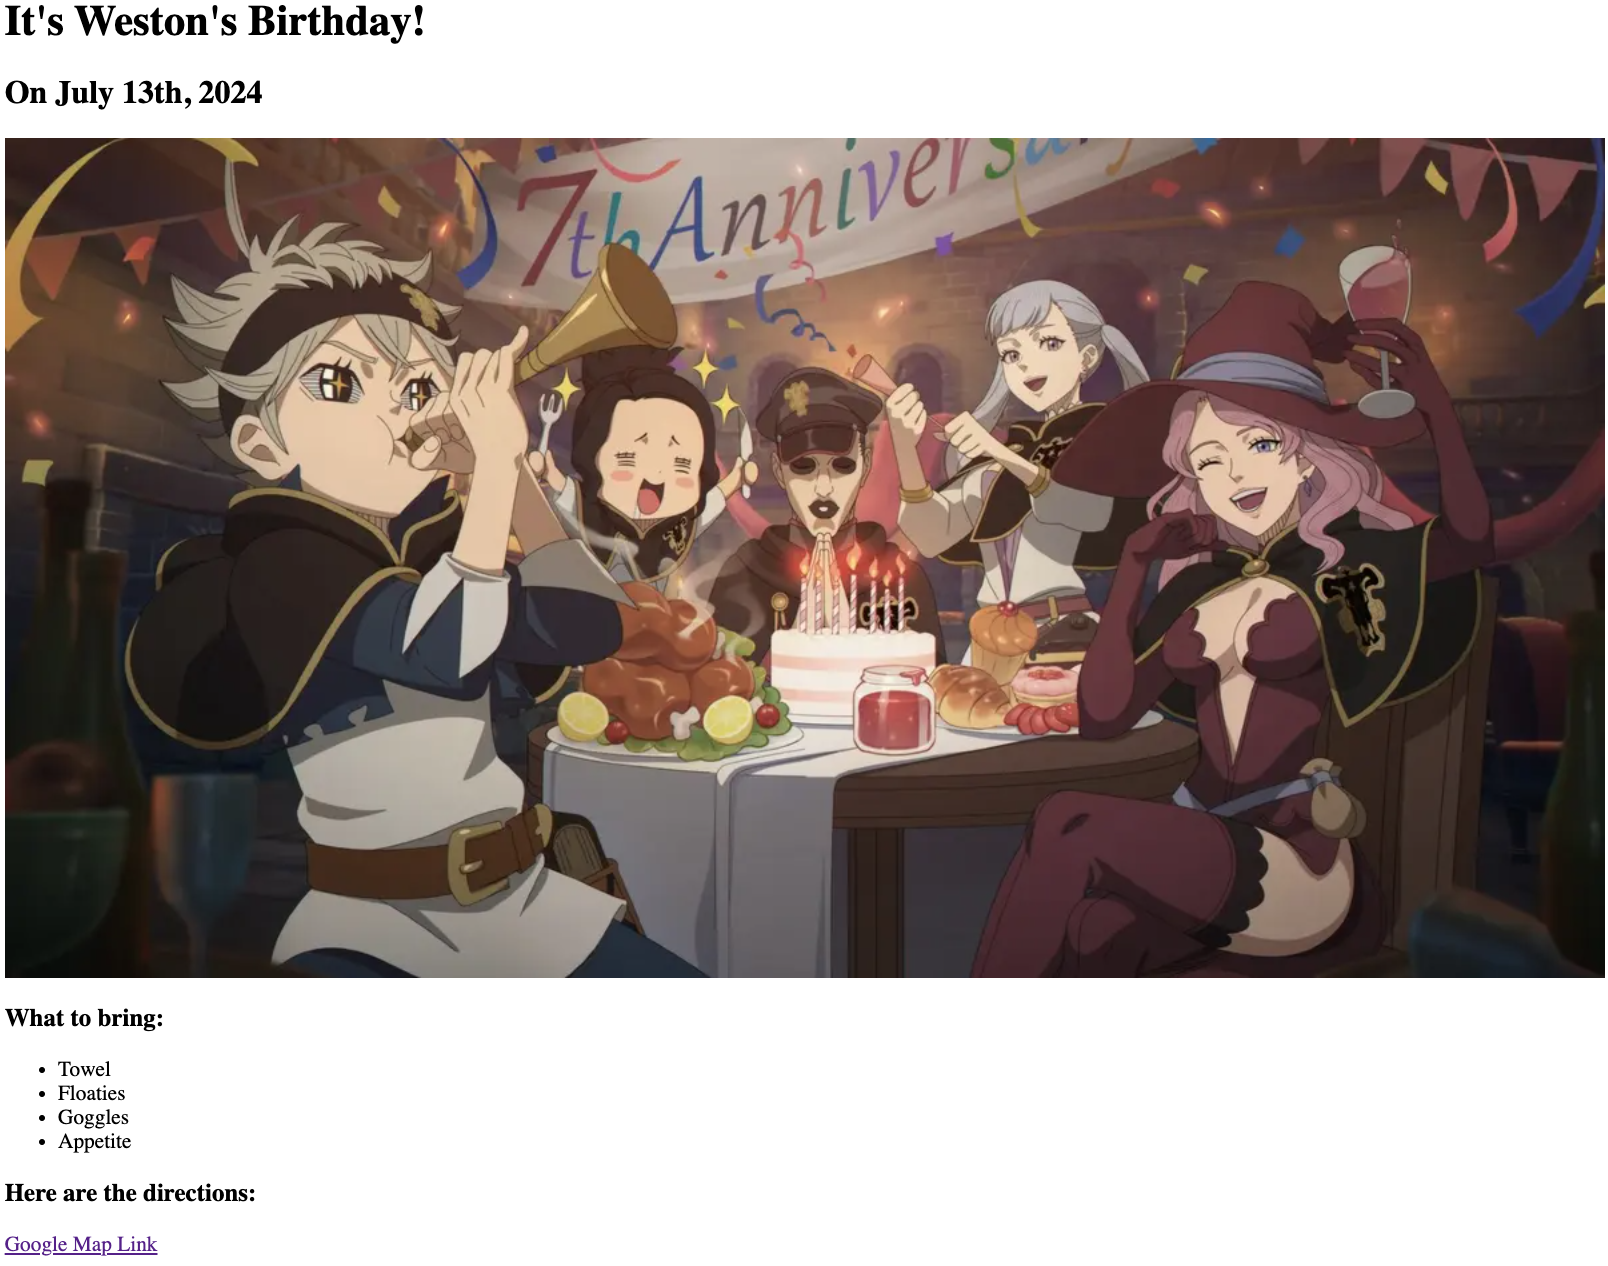 It's Weston's Birthday!
On July 13th, 2024
7th Anniversary
What to bring:
Towel
Floaties
Goggles
Appetite
Here are the directions:
Google Map Link